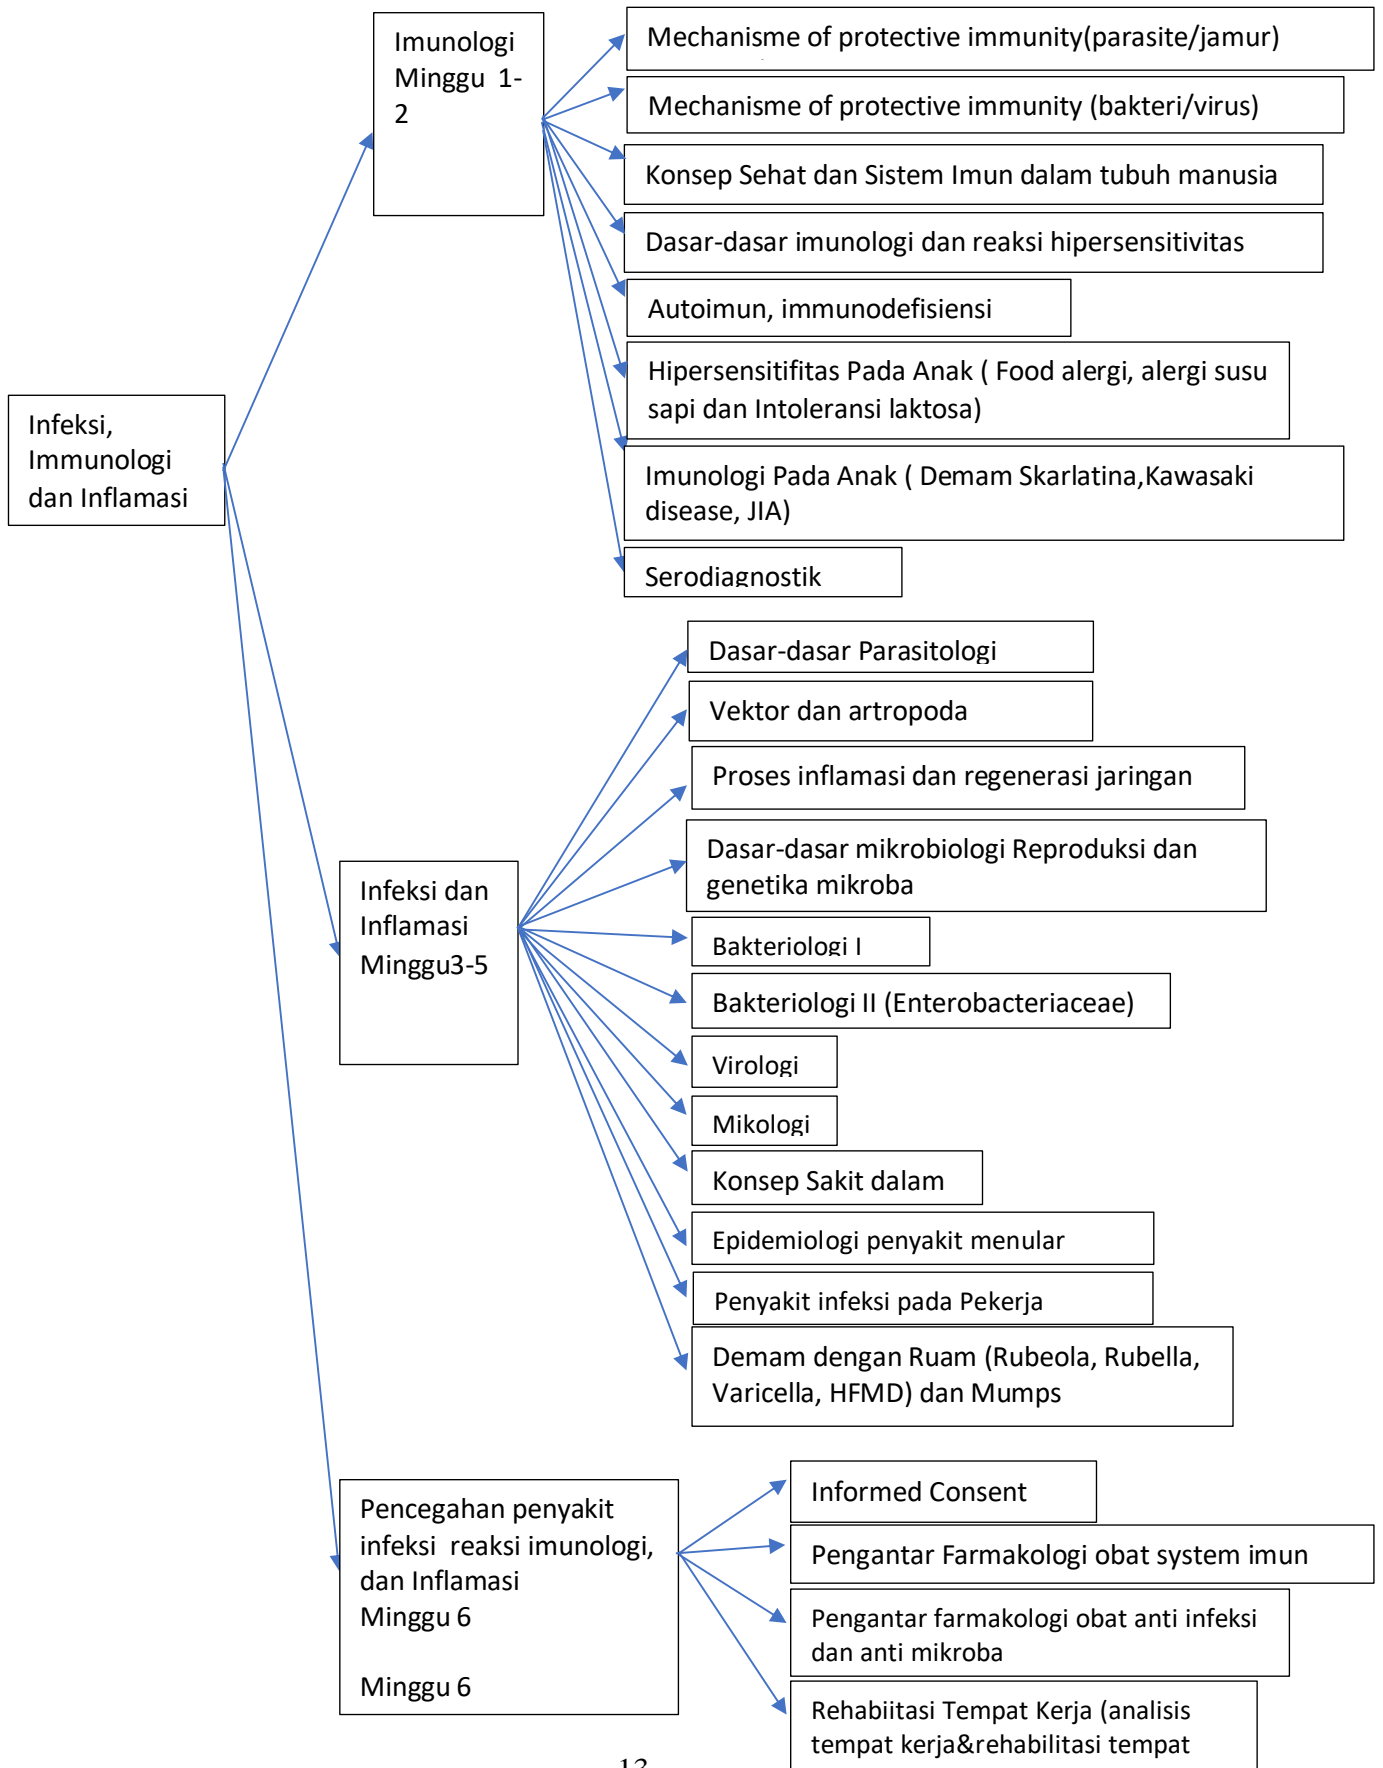 Infeksi,
Immunologi
dan Inflamasi
Imunologi
Minggu 1-
2
Mechanisme of protective immunity(parasite/jamur)
Mechanisme of protective immunity (bakteri/virus)
Konsep Sehat dan Sistem Imun dalam tubuh manusia
Dasar-dasar imunologi dan reaksi hipersensitivitas
Autoimun, immunodefisiensi
Hipersensitifitas Pada Anak ( Food alergi, alergi susu
sapi dan Intoleransi laktosa)
Imunologi Pada Anak ( Demam Skarlatina,Kawasaki
disease, JIA)
Serodiagnostik
Infeksi dan
Inflamasi
Minggu3-5
Dasar-dasar Parasitologi
Vektor dan artropoda
Proses inflamasi dan regenerasi jaringan
Dasar-dasar mikrobiologi Reproduksi dan
genetika mikroba
Bakteriologi I
Bakteriologi II (Enterobacteriaceae)
Virologi
Mikologi
Konsep Sakit dalam
Epidemiologi penyakit menular
Penyakit infeksi pada Pekerja
Demam dengan Ruam (Rubeola, Rubella,
Varicella, HFMD) dan Mumps
Pencegahan penyakit
infeksi reaksi imunologi,
dan Inflamasi
Minggu 6
Minggu 6
Informed Consent
Pengantar Farmakologi obat system imun
Pengantar farmakologi obat anti infeksi
dan anti mikroba
Rehabiitasi Tempat Kerja (analisis
tempat kerja&rehabilitasi tempat